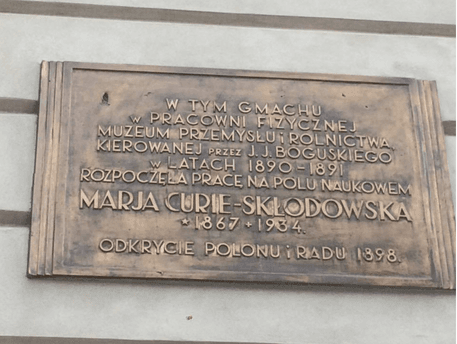 W TYM GMACHU
W PRACOWNI FIZYCZNEJ
MUZEUM PRZEMYSŁU i ROLNICTWA
KIEROWANEJ PRZEZ J.J. BOGUSKIEGO
W LATACH 1890-1891
ROZPOCZĘŁA PRACĘ NA POLU NAUKOWEM
MARJA CURIE-SKŁODOWSKA
* 1867 + 1934.
ODKRYCIE POLONU i RADU 1898.